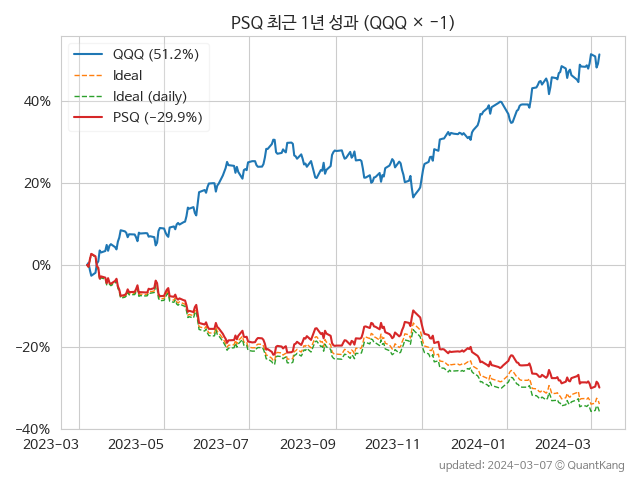 PSQ 최근 1년 성과 (QQQ × −1)
QQQ (51.2%)
Ideal
Ideal (daily)
PSQ (−29.9%)
40%
20%
0%
−20%
−40%
2023-03 2023-05 2023-07 2023-09 2023-11 2024-01 2024-03
updated: 2024-03-07 © QuantKang